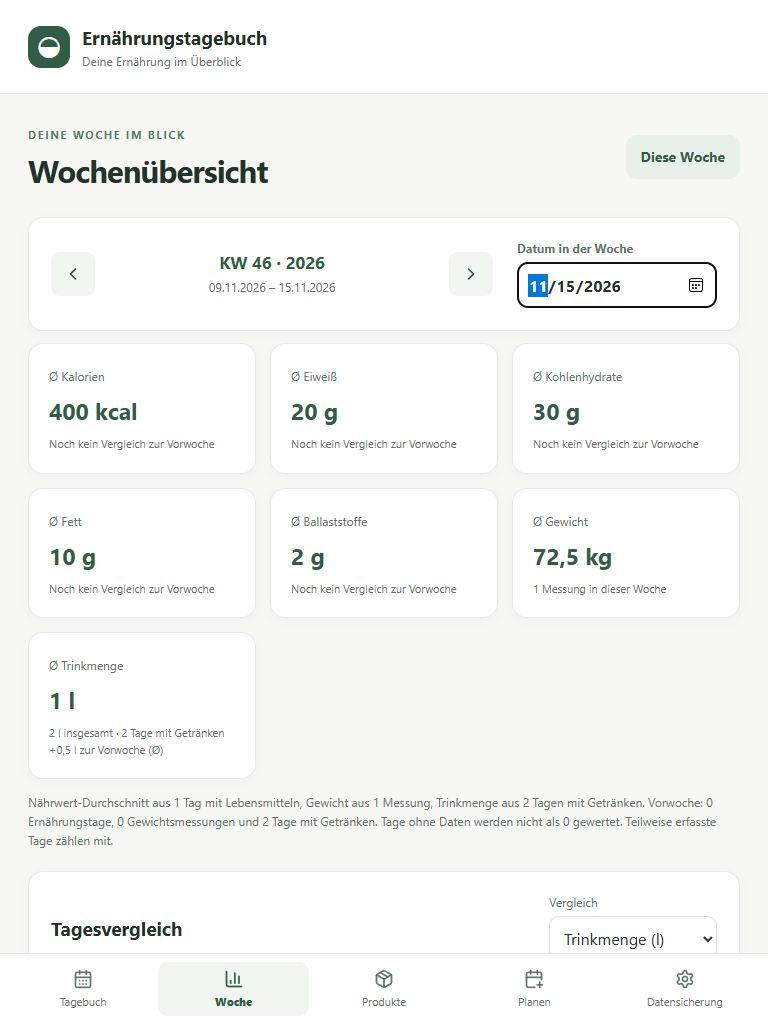 Ernährungstagebuch
Deine Ernährung im Überblick
DEINE WOCHE IM BLICK
Wochenübersicht
Diese Woche
KW 46 · 2026
09.11.2026 – 15.11.2026
Datum in der Woche
11/15/2026
Ø Kalorien
400 kcal
Noch kein Vergleich zur Vorwoche
Ø Eiweiß
20 g
Noch kein Vergleich zur Vorwoche
Ø Kohlenhydrate
30 g
Noch kein Vergleich zur Vorwoche
Ø Fett
10 g
Noch kein Vergleich zur Vorwoche
Ø Ballaststoffe
2 g
Noch kein Vergleich zur Vorwoche
Ø Gewicht
72,5 kg
1 Messung in dieser Woche
Ø Trinkmenge
1 l
2 l insgesamt · 2 Tage mit Getränken
+0,5 l zur Vorwoche (Ø)
Nährwert-Durchschnitt aus 1 Tag mit Lebensmitteln, Gewicht aus 1 Messung, Trinkmenge aus 2 Tagen mit Getränken. Vorwoche: 0
Ernährungstage, 0 Gewichtsmessungen und 2 Tage mit Getränken. Tage ohne Daten werden nicht als 0 gewertet. Teilweise erfasste
Tage zählen mit.
Tagesvergleich
Vergleich
Trinkmenge (l)
Tagebuch
Woche
Produkte
Planen
Datensicherung